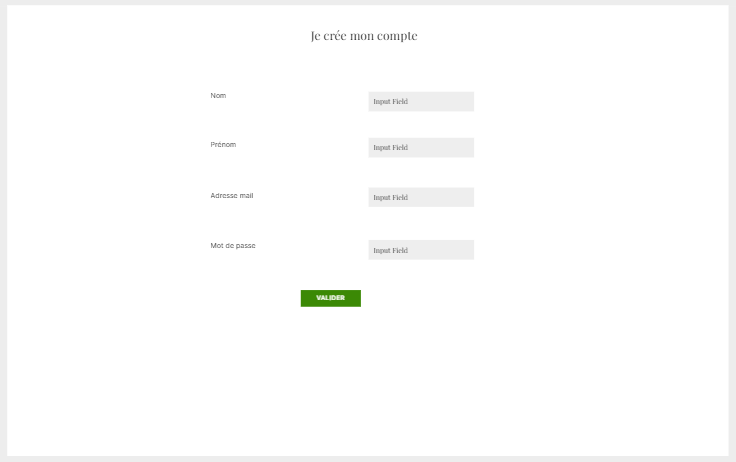 Je crée mon compte
Nom
Input Field
Prénom
Input Field
Adresse mail
Input Field
Mot de passe
Input Field
VALIDER